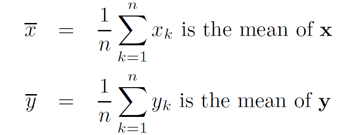 x̅ = 1/n ∑_{k=1}^{n} x_k is the mean of **x**
y̅ = 1/n ∑_{k=1}^{n} y_k is the mean of **y**